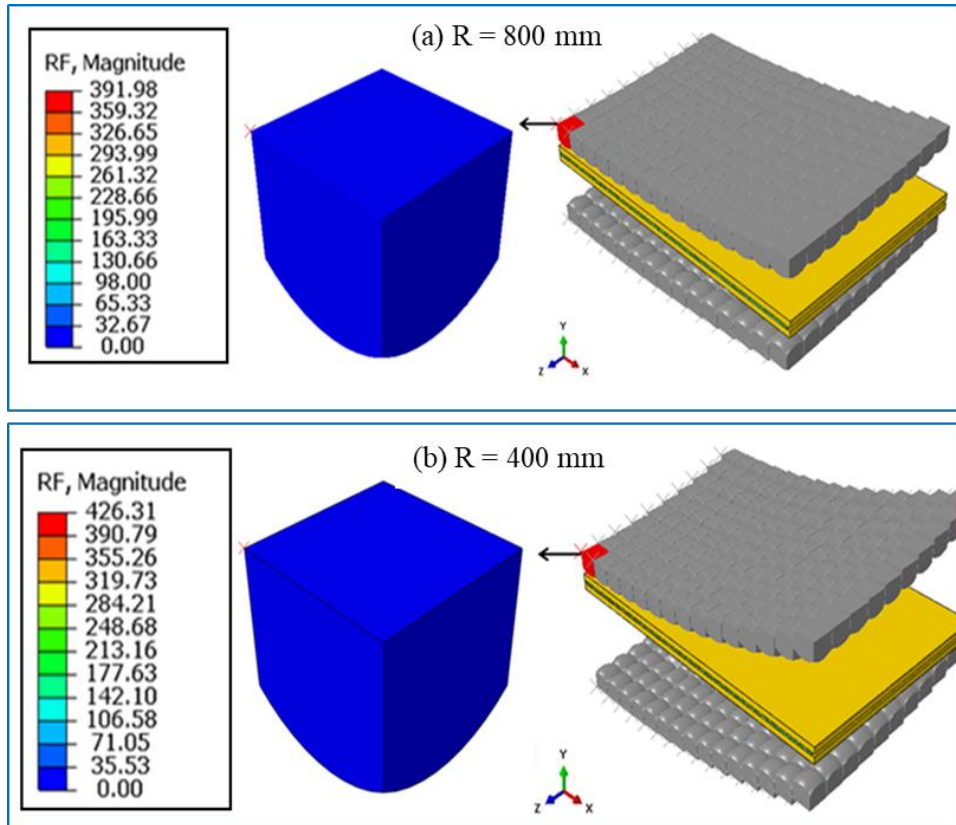 (a) R = 800 mm
RF, Magnitude
391.98
359.32
326.65
293.99
261.32
228.66
195.99
163.33
130.66
98.00
65.33
32.67
0.00
Y
Z
X
(b) R = 400 mm
RF, Magnitude
426.31
390.79
355.26
319.73
284.21
248.68
213.16
177.63
142.10
106.58
71.05
35.53
0.00
Y
Z
X